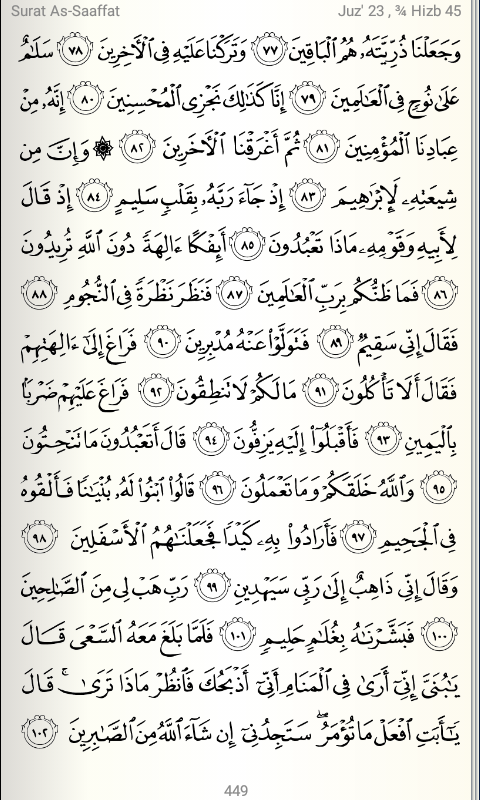 Surat As-Saaffat
Juz' 23 , ¾ Hizb 45
وَجَعَلْنَا ذُرِّيَّتَهُۥ هُمُ ٱلْبَاقِينَ ٧٧ وَتَرَكْنَا عَلَيْهِ فِى ٱلْـَٔاخِرِينَ ٧٨ سَلَـٰمٌ
عَلَىٰ نُوحٍ فِى ٱلْعَـٰلَمِينَ ٧٩ إِنَّا كَذَٰلِكَ نَجْزِى ٱلْمُحْسِنِينَ ٨٠ إِنَّهُۥ مِنْ
عِبَادِنَا ٱلْمُؤْمِنِينَ ٨١ ثُمَّ أَغْرَقْنَا ٱلْـَٔاخَرِينَ ٨٢ ۞ وَإِنَّ مِن
شِيعَتِهِۦ لَإِبْرَٰهِيمَ ٨٣ إِذْ جَآءَ رَبَّهُۥ بِقَلْبٍ سَلِيمٍ ٨٤ إِذْ قَالَ
لِأَبِيهِ وَقَوْمِهِۦ مَاذَا تَعْبُدُونَ ٨٥ أَئِفْكًا ءَالِهَةً دُونَ ٱللَّهِ تُرِيدُونَ
٨٦ فَمَا ظَنُّكُم بِرَبِّ ٱلْعَـٰلَمِينَ ٨٧ فَنَظَرَ نَظْرَةً فِى ٱلنُّجُومِ ٨٨
فَقَالَ إِنِّى سَقِيمٌ ٨٩ فَتَوَلَّوْا۟ عَنْهُ مُدْبِرِينَ ٩٠ فَرَاغَ إِلَىٰٓ ءَالِهَتِهِمْ
فَقَالَ أَلَا تَأْكُلُونَ ٩١ مَا لَكُمْ لَا تَنطِقُونَ ٩٢ فَرَاغَ عَلَيْهِمْ ضَرْبًۢا
بِٱلْيَمِينِ ٩٣ فَأَقْبَلُوٓا۟ إِلَيْهِ يَزِفُّونَ ٩٤ قَالَ أَتَعْبُدُونَ مَا تَنْحِتُونَ
٩٥ وَٱللَّهُ خَلَقَكُمْ وَمَا تَعْمَلُونَ ٩٦ قَالُوا۟ ٱبْنُوا۟ لَهُۥ بُنْيَـٰنًا فَأَلْقُوهُ
فِى ٱلْجَحِيمِ ٩٧ فَأَرَادُوا۟ بِهِۦ كَيْدًا فَجَعَلْنَـٰهُمُ ٱلْأَسْفَلِينَ ٩٨
وَقَالَ إِنِّى ذَاهِبٌ إِلَىٰ رَبِّى سَيَهْدِينِ ٩٩ رَبِّ هَبْ لِى مِنَ ٱلصَّـٰلِحِينَ
١٠٠ فَبَشَّرْنَـٰهُ بِغُلَـٰمٍ حَلِيمٍ ١٠١ فَلَمَّا بَلَغَ مَعَهُ ٱلسَّعْىَ قَالَ
يَـٰبُنَىَّ إِنِّىٓ أَرَىٰ فِى ٱلْمَنَامِ أَنِّىٓ أَذْبَحُكَ فَٱنظُرْ مَاذَا تَرَىٰ ۚ قَالَ
يَـٰٓأَبَتِ ٱفْعَلْ مَا تُؤْمَرُ ۖ سَتَجِدُنِىٓ إِن شَآءَ ٱللَّهُ مِنَ ٱلصَّـٰبِرِينَ ١٠٢
449